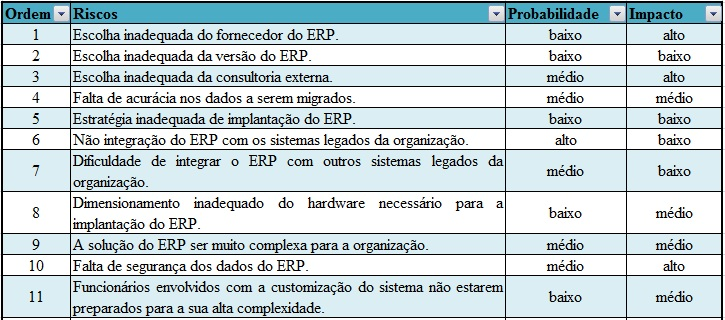 Ordem Riscos Probabilidade Impacto
1 Escolha inadequada do fornecedor do ERP. baixo alto
2 Escolha inadequada da versão do ERP. baixo baixo
3 Escolha inadequada da consultoria externa. médio alto
4 Falta de acurácia nos dados a serem migrados. médio médio
5 Estratégia inadequada de implantação do ERP. baixo baixo
6 Não integração do ERP com os sistemas legados da organização. alto baixo
7 Dificuldade de integrar o ERP com outros sistemas legados da
organização. médio baixo
8 Dimensionamento inadequado do hardware necessário para a
implantação do ERP. baixo médio
9 A solução do ERP ser muito complexa para a organização. médio médio
10 Falta de segurança dos dados do ERP. médio alto
11 Funcionários envolvidos com a customização do sistema não estarem
preparados para a sua alta complexidade. baixo médio